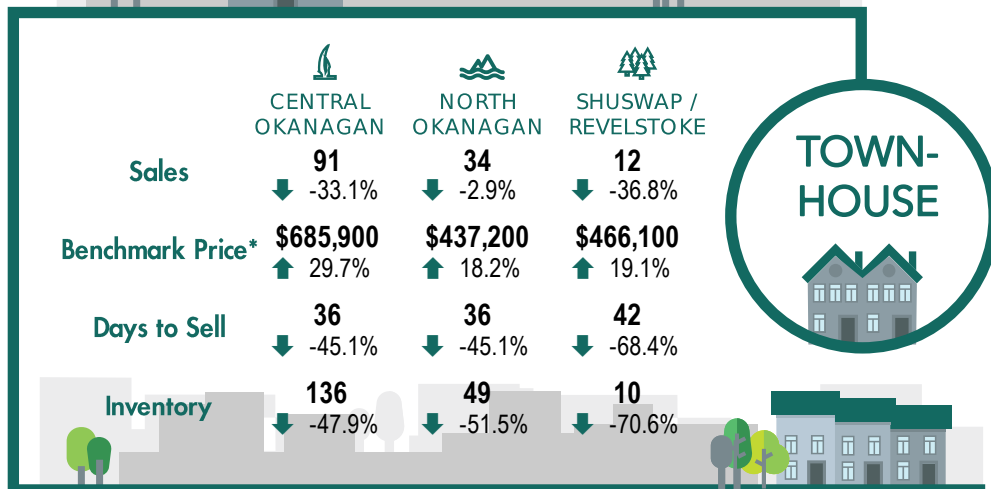 CENTRAL
OKANAGAN
NORTH
OKANAGAN
SHUSWAP /
REVELSTOKE
TOWN-
HOUSE
Sales
91 34 12
-33.1% -2.9% -36.8%
Benchmark Price*
$685,900 $437,200 $466,100
29.7% 18.2% 19.1%
Days to Sell
36 36 42
-45.1% -45.1% -68.4%
Inventory
136 49 10
-47.9% -51.5% -70.6%